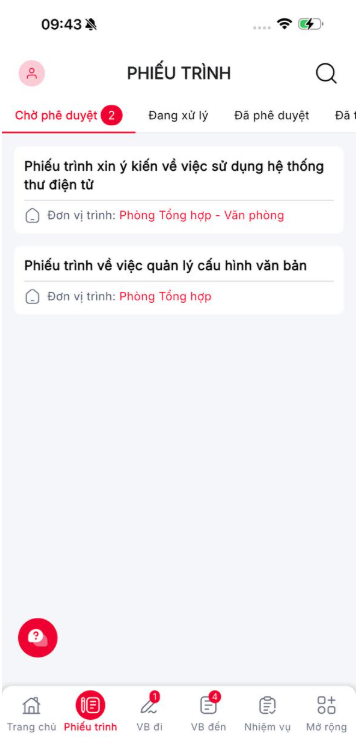 09:43
PHIẾU TRÌNH
Chờ phê duyệt 2 Đang xử lý Đã phê duyệt Đã t
Phiếu trình xin ý kiến về việc sử dụng hệ thống
thư điện tử
Đơn vị trình: Phòng Tổng hợp - Văn phòng
Phiếu trình về việc quản lý cấu hình văn bản
Đơn vị trình: Phòng Tổng hợp
?
1 4
Trang chủ Phiếu trình VB đi VB đến Nhiệm vụ Mở rộng